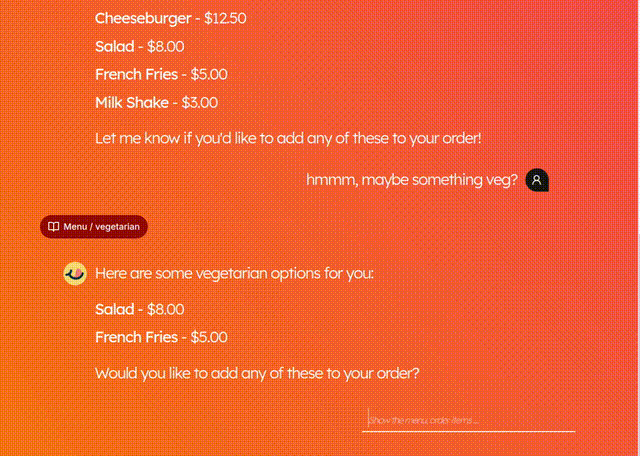 Cheeseburger - $12.50
Salad - $8.00
French Fries - $5.00
Milk Shake - $3.00
Let me know if you'd like to add any of these to your order!
hmmm, maybe something veg?
Menu / vegetarian
Here are some vegetarian options for you:
Salad - $8.00
French Fries - $5.00
Would you like to add any of these to your order?
Show the menu, order items ...